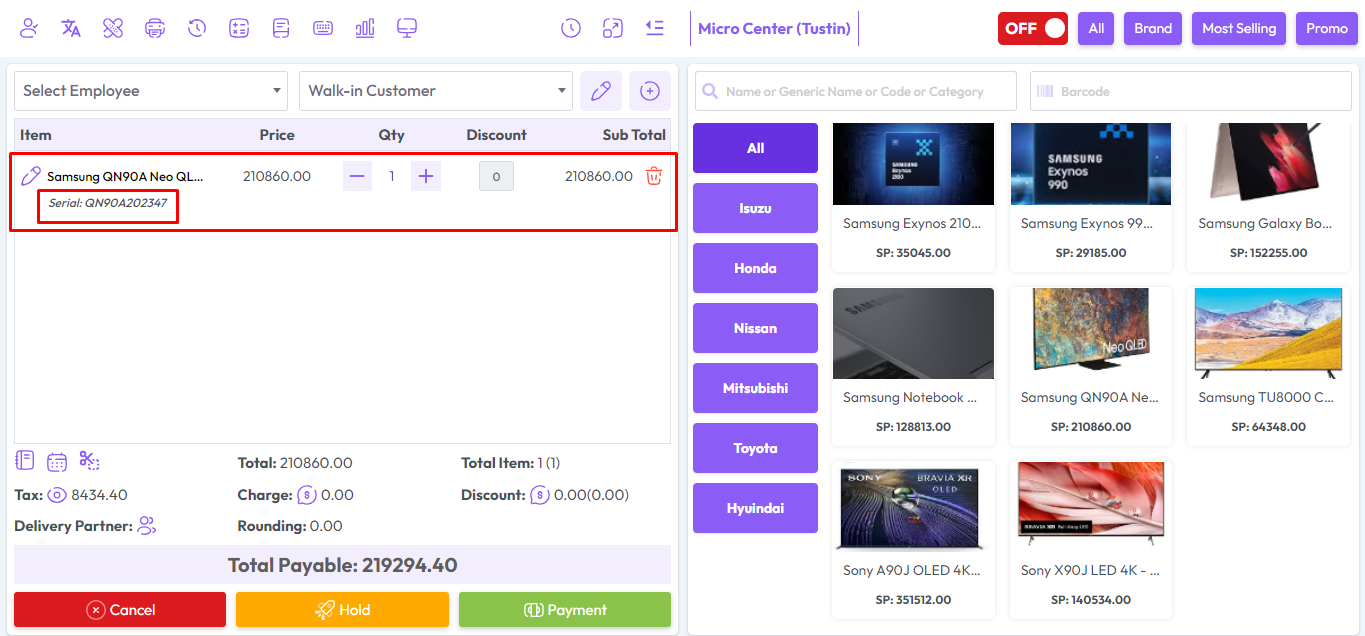 Micro Center (Tustin)
OFF
All
Brand
Most Selling
Promo
Select Employee
Walk-in Customer
Item Price Qty Discount Sub Total
Samsung QN90A Neo QL... 210860.00 1 0 210860.00
Serial: QN90A202347
Total: 210860.00 Total Item: 1 (1)
Tax: 8434.40 Charge: 0.00 Discount: 0.00(0.00)
Delivery Partner: Rounding: 0.00
Total Payable: 219294.40
Cancel
Hold
Payment
Name or Generic Name or Code or Category
Barcode
All
Isuzu
Honda
Nissan
Mitsubishi
Toyota
Hyuindai
SAMSUNG
Exynos
2100
Samsung Exynos 210...
SP: 35045.00
SAMSUNG
Exynos
990
Samsung Exynos 99...
SP: 29185.00
Samsung Galaxy Bo...
SP: 152255.00
SAMSUNG
Samsung Notebook ...
SP: 128813.00
Neo QLED
Samsung QN90A Ne...
SP: 210860.00
Samsung TU8000 C...
SP: 64348.00
SONY
BRAVIA XR
OLED
Sony A90J OLED 4K...
SP: 351512.00
BRAVIA XR Full Array LED
Sony X90J LED 4K - ...
SP: 140534.00